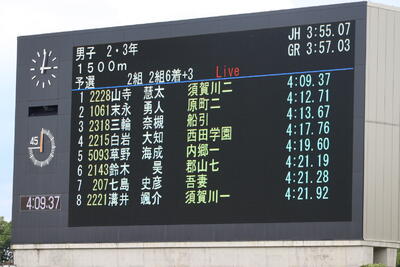 男子 2・3年 JH 3:55.07
1500m GR 3:57.03
予選 2組 2組6着+3 Live
1 2228 山寺 慧太 須賀川二 4:09.37
2 1061 末永 勇人 原町二 4:12.71
3 2318 三輪 奈槻 船引 4:13.67
4 2215 白岩 大知 西田学園 4:17.76
5 5093 草野 海成 内郷一 4:19.60
6 2143 鈴木 昊 郡山七 4:21.19
7 207 七島 史彦 吾妻 4:21.28
8 2221 溝井 颯介 須賀川一 4:21.92
45
4:09.37